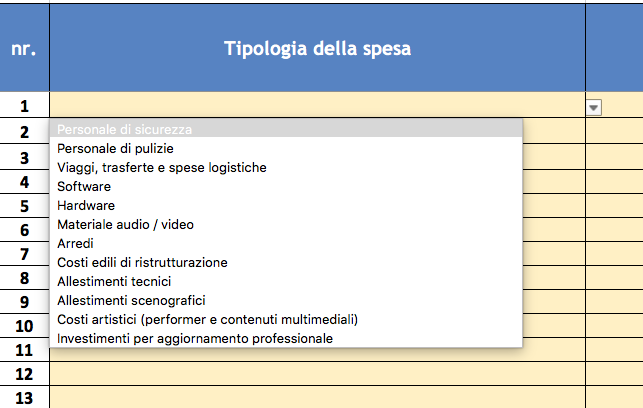 nr. Tipologia della spesa
1
2 Personale di sicurezza
Personale di pulizie
3 Viaggi, trasferte e spese logistiche
4 Software
5 Hardware
6 Materiale audio / video
7 Arredi
Costi edili di ristrutturazione
8 Allestimenti tecnici
9 Allestimenti scenografici
10 Costi artistici (performer e contenuti multimediali)
Investimenti per aggiornamento professionale
11
12
13